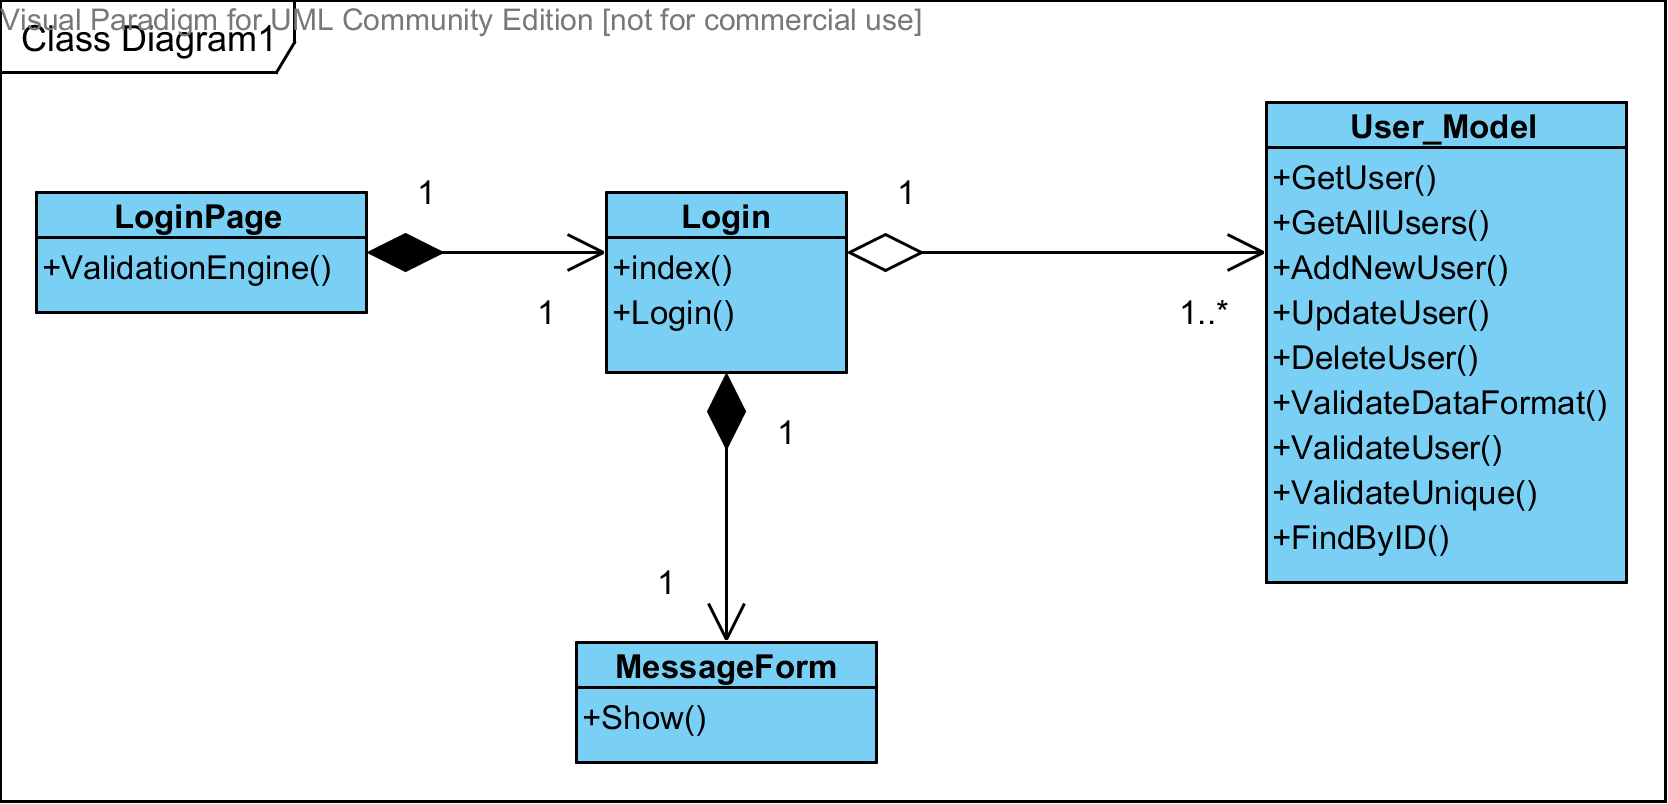 Visual Paradigm for UML Community Edition [not for commercial use]
Class Diagram1
LoginPage
+ValidationEngine()
1
1
Login
+index()
+Login()
1
1..*
User_Model
+GetUser()
+GetAllUsers()
+AddNewUser()
+UpdateUser()
+DeleteUser()
+ValidateDataFormat()
+ValidateUser()
+ValidateUnique()
+FindByID()
1
1
MessageForm
+Show()